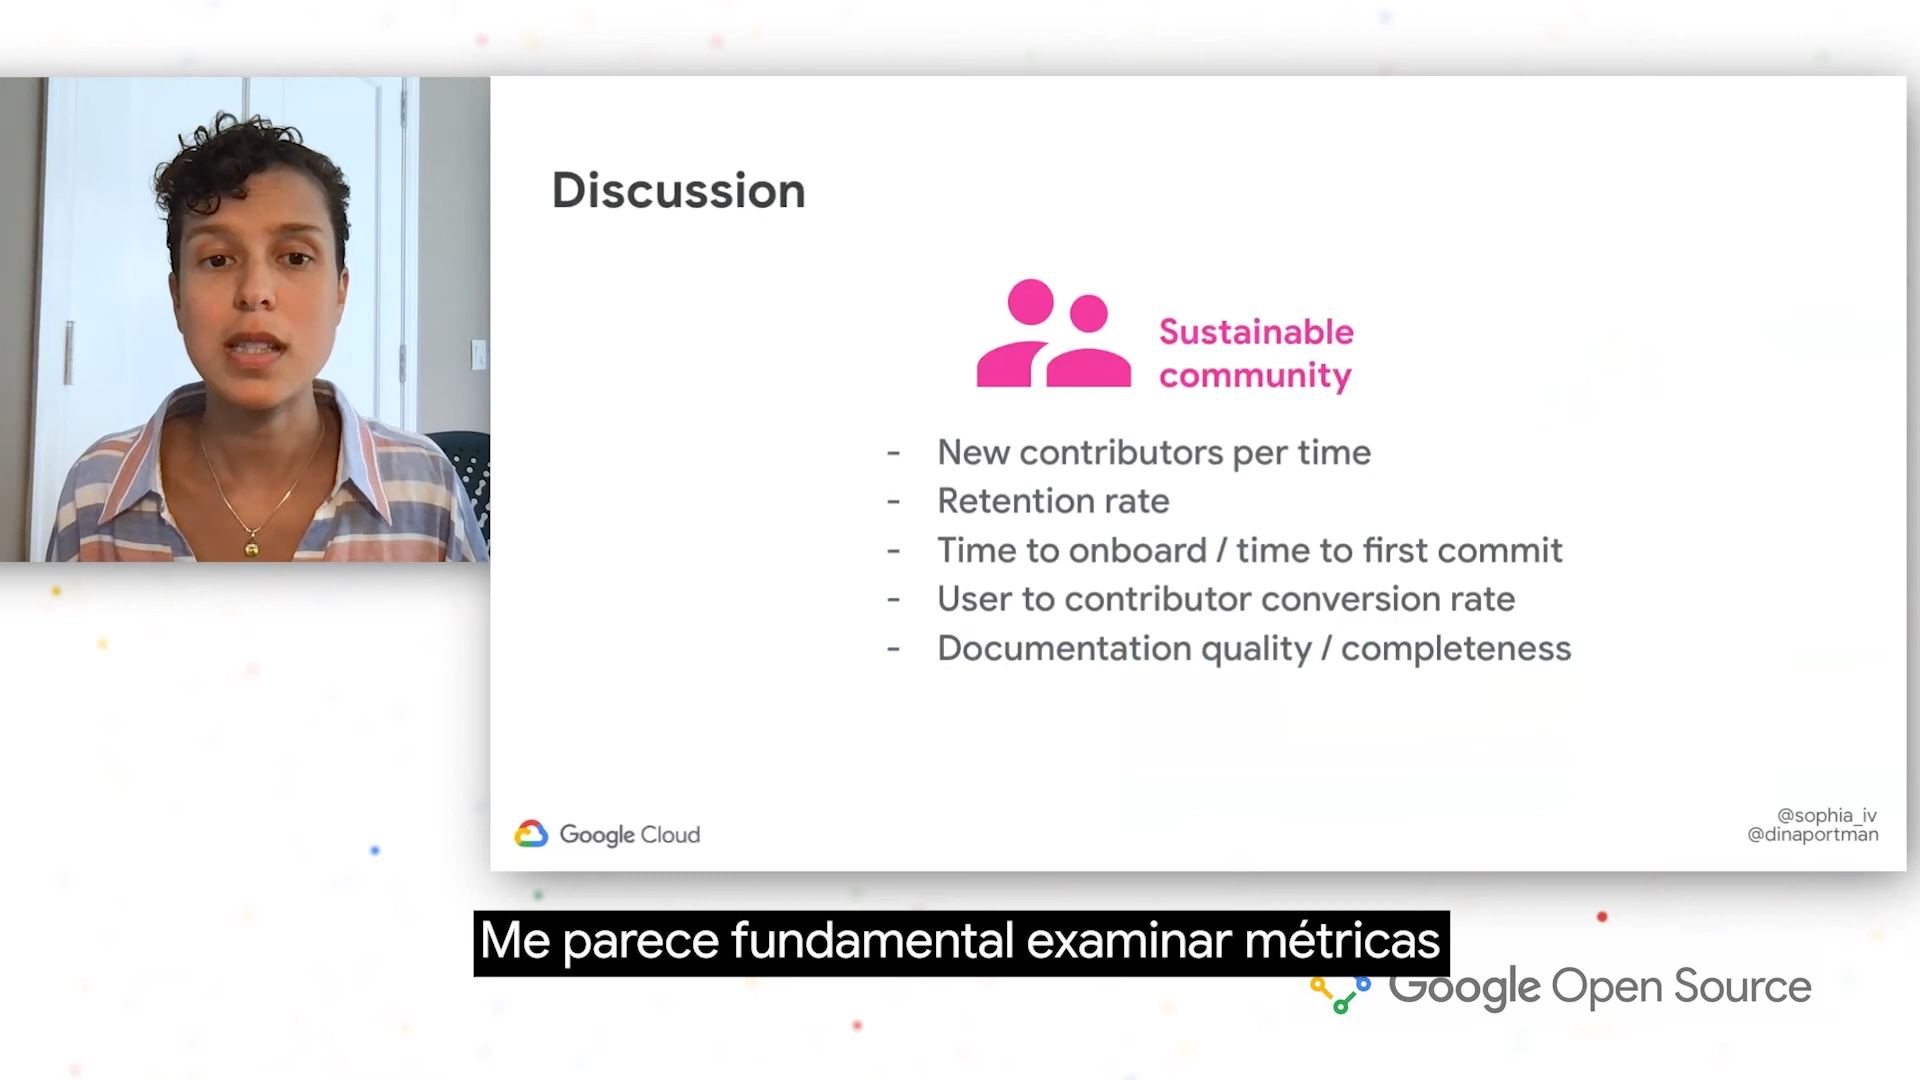 Discussion
Sustainable
community
- New contributors per time
- Retention rate
- Time to onboard / time to first commit
- User to contributor conversion rate
- Documentation quality / completeness
Google Cloud
@sophia_iv
@dinaportman
Me parece fundamental examinar métricas
Google Open Source